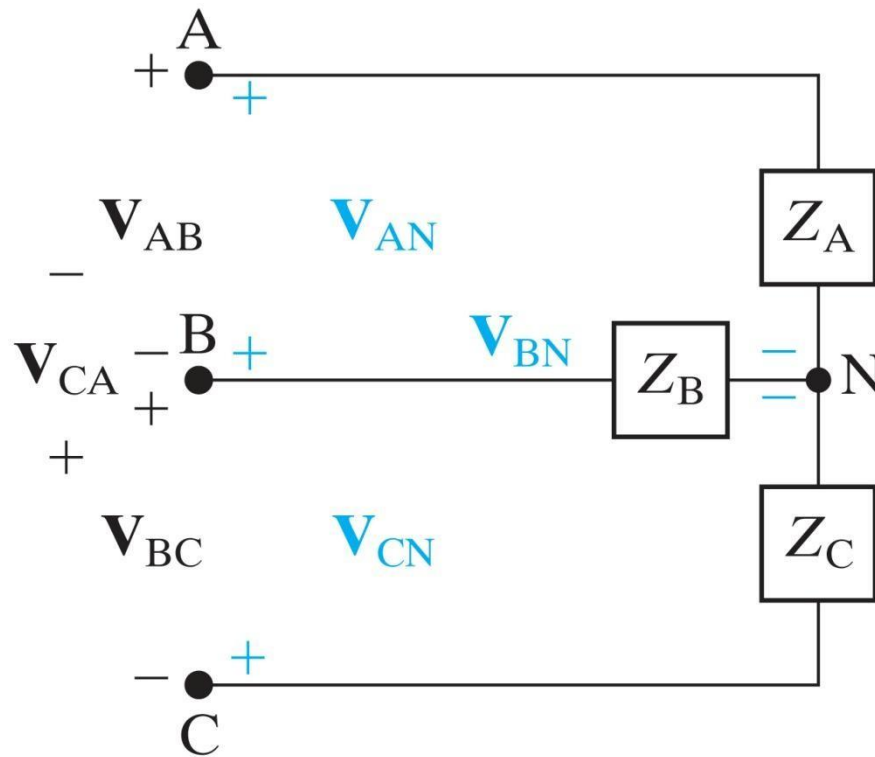 A
+
+
V_AB
V_AN
Z_A
−
B
−
+
V_BN
−
V_CA
Z_B
N
+
−
+
V_BC
V_CN
Z_C
+
−
C